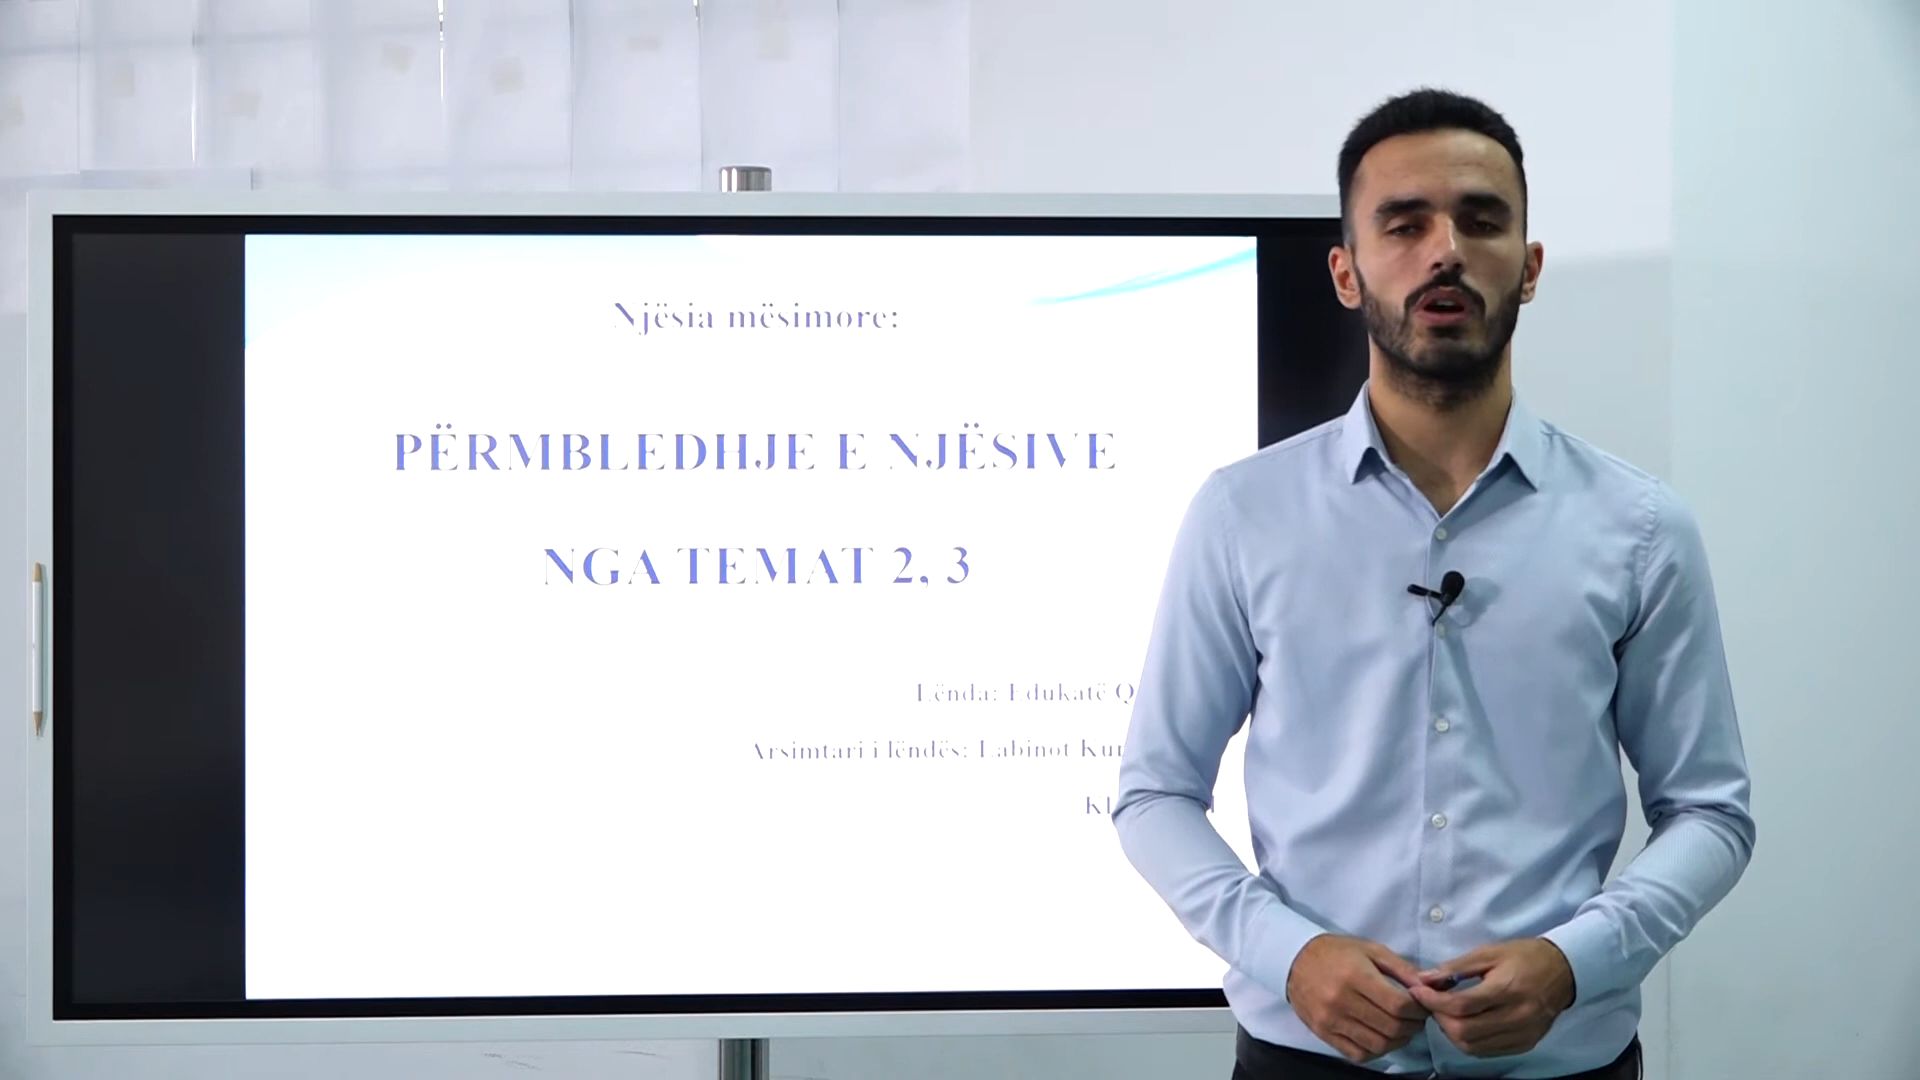 Njësia mësimore:
PËRMBLEDHJE E NJËSIVE
NGA TEMAT 2, 3
Lënda: Edukatë
Arsimtari i lëndës: Labinot